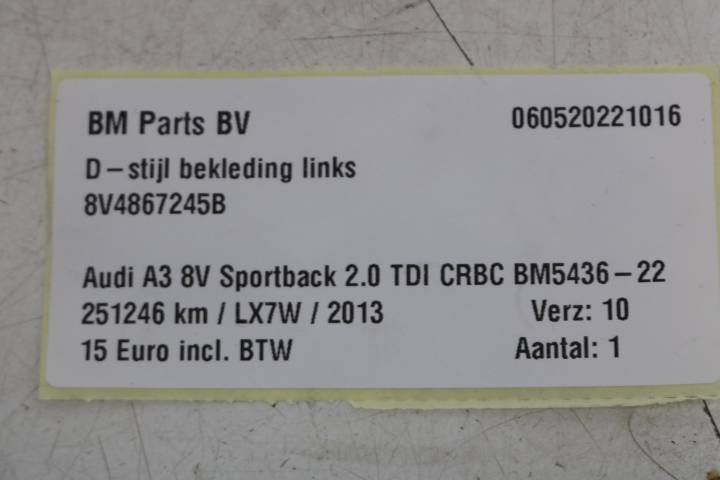 BM Parts BV 060520221016
D-stijl bekleding links
8V4867245B
Audi A3 8V Sportback 2.0 TDI CRBC BM5436-22
251246 km / LX7W / 2013 Verz: 10
15 Euro incl. BTW Aantal: 1